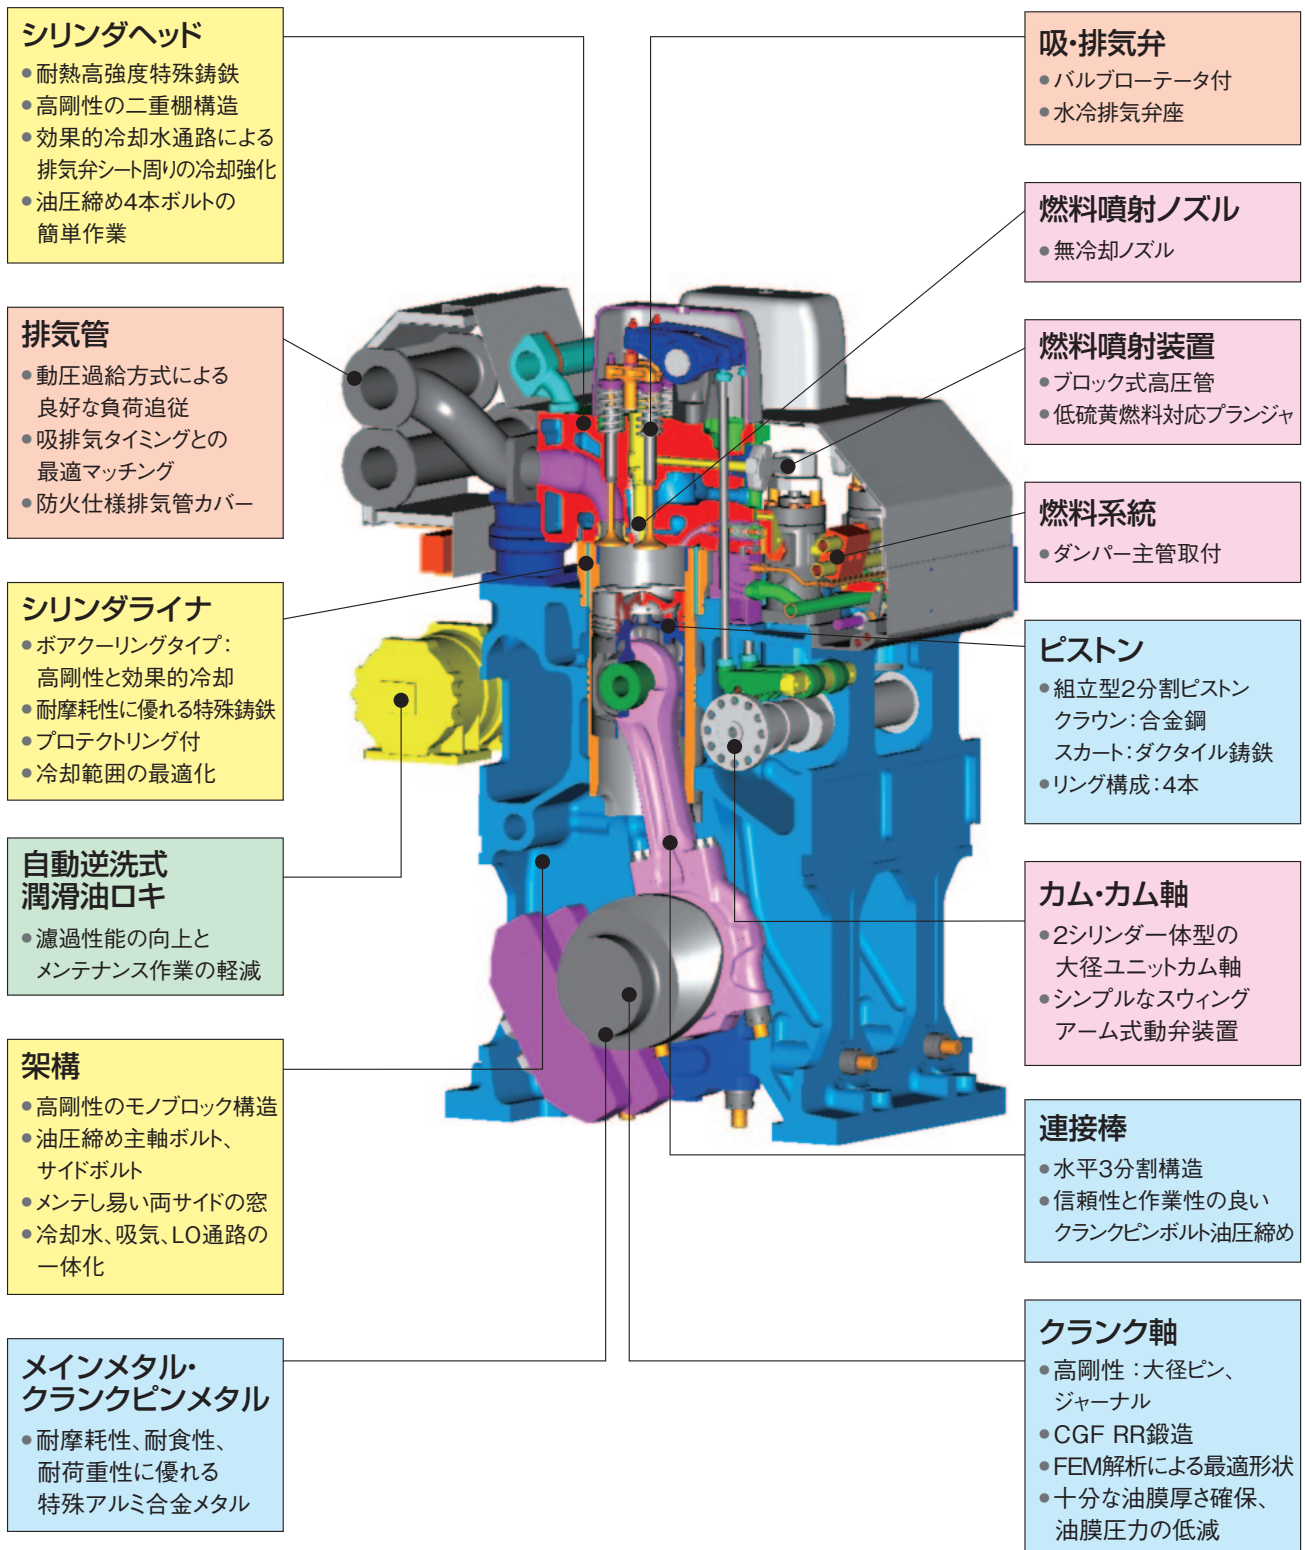 シリンダヘッド
●耐熱高強度特殊鋳鉄
●高剛性の二重棚構造
●効果的冷却水通路による
排気弁シート周りの冷却強化
●油圧締め4本ボルトの
簡単作業
排気管
●動圧過給方式による
良好な負荷追従
●吸排気タイミングとの
最適マッチング
●防火仕様排気管カバー
シリンダライナ
●ボアクーリングタイプ：
高剛性と効果的冷却
●耐摩耗性に優れる特殊鋳鉄
●プロテクトリング付
●冷却範囲の最適化
自動逆洗式
潤滑油ロキ
●濾過性能の向上と
メンテナンス作業の軽減
架構
●高剛性のモノブロック構造
●油圧締め主軸ボルト、
サイドボルト
●メンテし易い両サイドの窓
●冷却水、吸気、LO通路の
一体化
メインメタル・
クランクピンメタル
●耐摩耗性、耐食性、
耐荷重性に優れる
特殊アルミ合金メタル
吸・排気弁
●バルブローテータ付
●水冷排気弁座
燃料噴射ノズル
●無冷却ノズル
燃料噴射装置
●ブロック式高圧管
●低硫黄燃料対応プランジャ
燃料系統
●ダンパー主管取付
ピストン
●組立型2分割ピストン
クラウン：合金鋼
スカート：ダクタイル鋳鉄
●リング構成：4本
カム・カム軸
●2シリンダ一体型の
大径ユニットカム軸
●シンプルなスウィング
アーム式動弁装置
連接棒
●水平3分割構造
●信頼性と作業性の良い
クランクピンボルト油圧締め
クランク軸
●高剛性：大径ピン、
ジャーナル
●CGF RR鍛造
●FEM解析による最適形状
●十分な油膜厚さ確保、
油膜圧力の低減